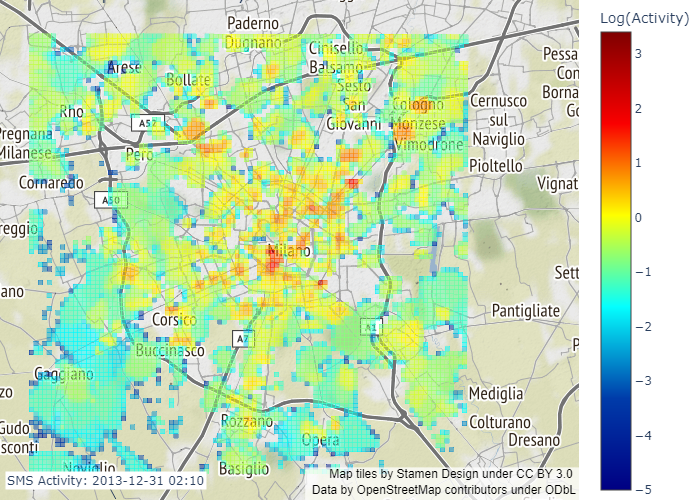 Log(Activity)
3
2
1
0
−1
−2
−3
−4
−5
Paderno
Dugnano
Cinisello
Balsamo
Sesto
San
Giovanni
Arese
Bollate
Rho
A52
Pregnana
Milanese
Pero
Cornaredo
A50
Cologno
Monzese
Vimodrone
Cernusco
sul
Naviglio
Pioltello
Pessa
Con
Borna
Go
Vignat
reggio
Milano
Sett
ano
Corsico
A7
A1
Pantigliate
Buccinasco
P
Gaggiano
zo
Mediglia
Rozzano
Opera
Colturano
Dresano
Gudo
sconti
Noviglio
Basiglio
SMS Activity: 2013-12-31 02:10
Map tiles by Stamen Design under CC BY 3.0
Data by OpenStreetMap contributors under ODbL